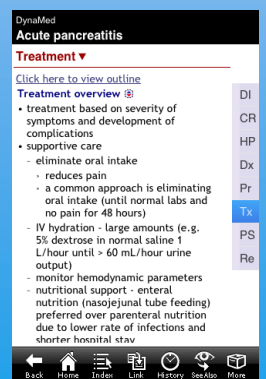 DynaMed
Acute pancreatitis
Treatment ▾
Click here to view outline
Treatment overview
• treatment based on severity of
symptoms and development of
complications
• supportive care
- eliminate oral intake
• reduces pain
• a common approach is eliminating
oral intake (until normal labs and
no pain for 48 hours)
- IV hydration - large amounts (e.g.
5% dextrose in normal saline 1
L/hour until > 60 mL/hour urine
output)
- monitor hemodynamic parameters
- nutritional support - enteral
nutrition (nasojejunal tube feeding)
preferred over parenteral nutrition
due to lower rate of infections and
shorter hospital stay
DI
CR
HP
Dx
Pr
Tx
PS
Re
Back Home Index Link History SeeAlso More